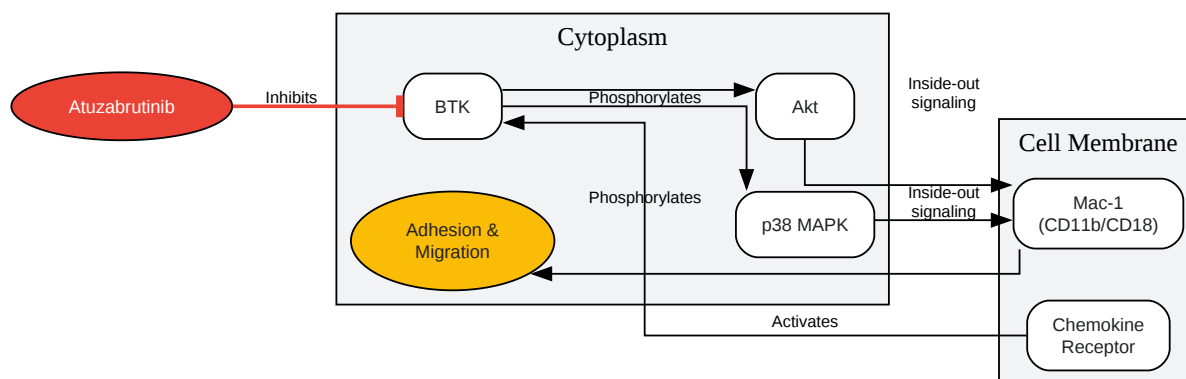 Cytoplasm
Atuzabrutinib
Inhibits
BTK
Phosphorylates
Akt
Inside-out
signaling
Cell Membrane
Phosphorylates
p38 MAPK
Inside-out
signaling
Mac-1
(CD11b/CD18)
Adhesion &
Migration
Activates
Chemokine
Receptor